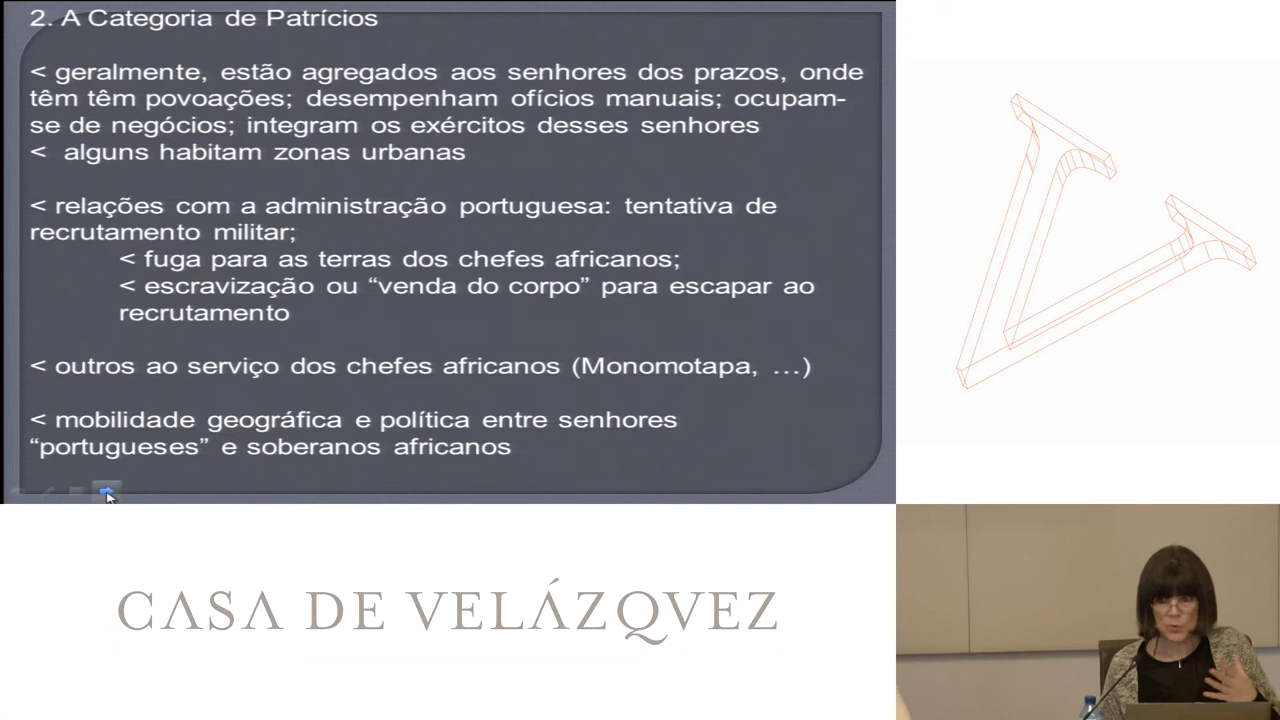 2. A Categoria de Patrícios
< geralmente, estão agregados aos senhores dos prazos, onde
têm têm povoações; desempenham ofícios manuais; ocupam-
se de negócios; integram os exércitos desses senhores
< alguns habitam zonas urbanas
< relações com a administração portuguesa: tentativa de
recrutamento militar;
< fuga para as terras dos chefes africanos;
< escravização ou “venda do corpo” para escapar ao
recrutamento
< outros ao serviço dos chefes africanos (Monomotapa, …)
< mobilidade geográfica e política entre senhores
“portugueses” e soberanos africanos
CASA DE VELÁZQVEZ